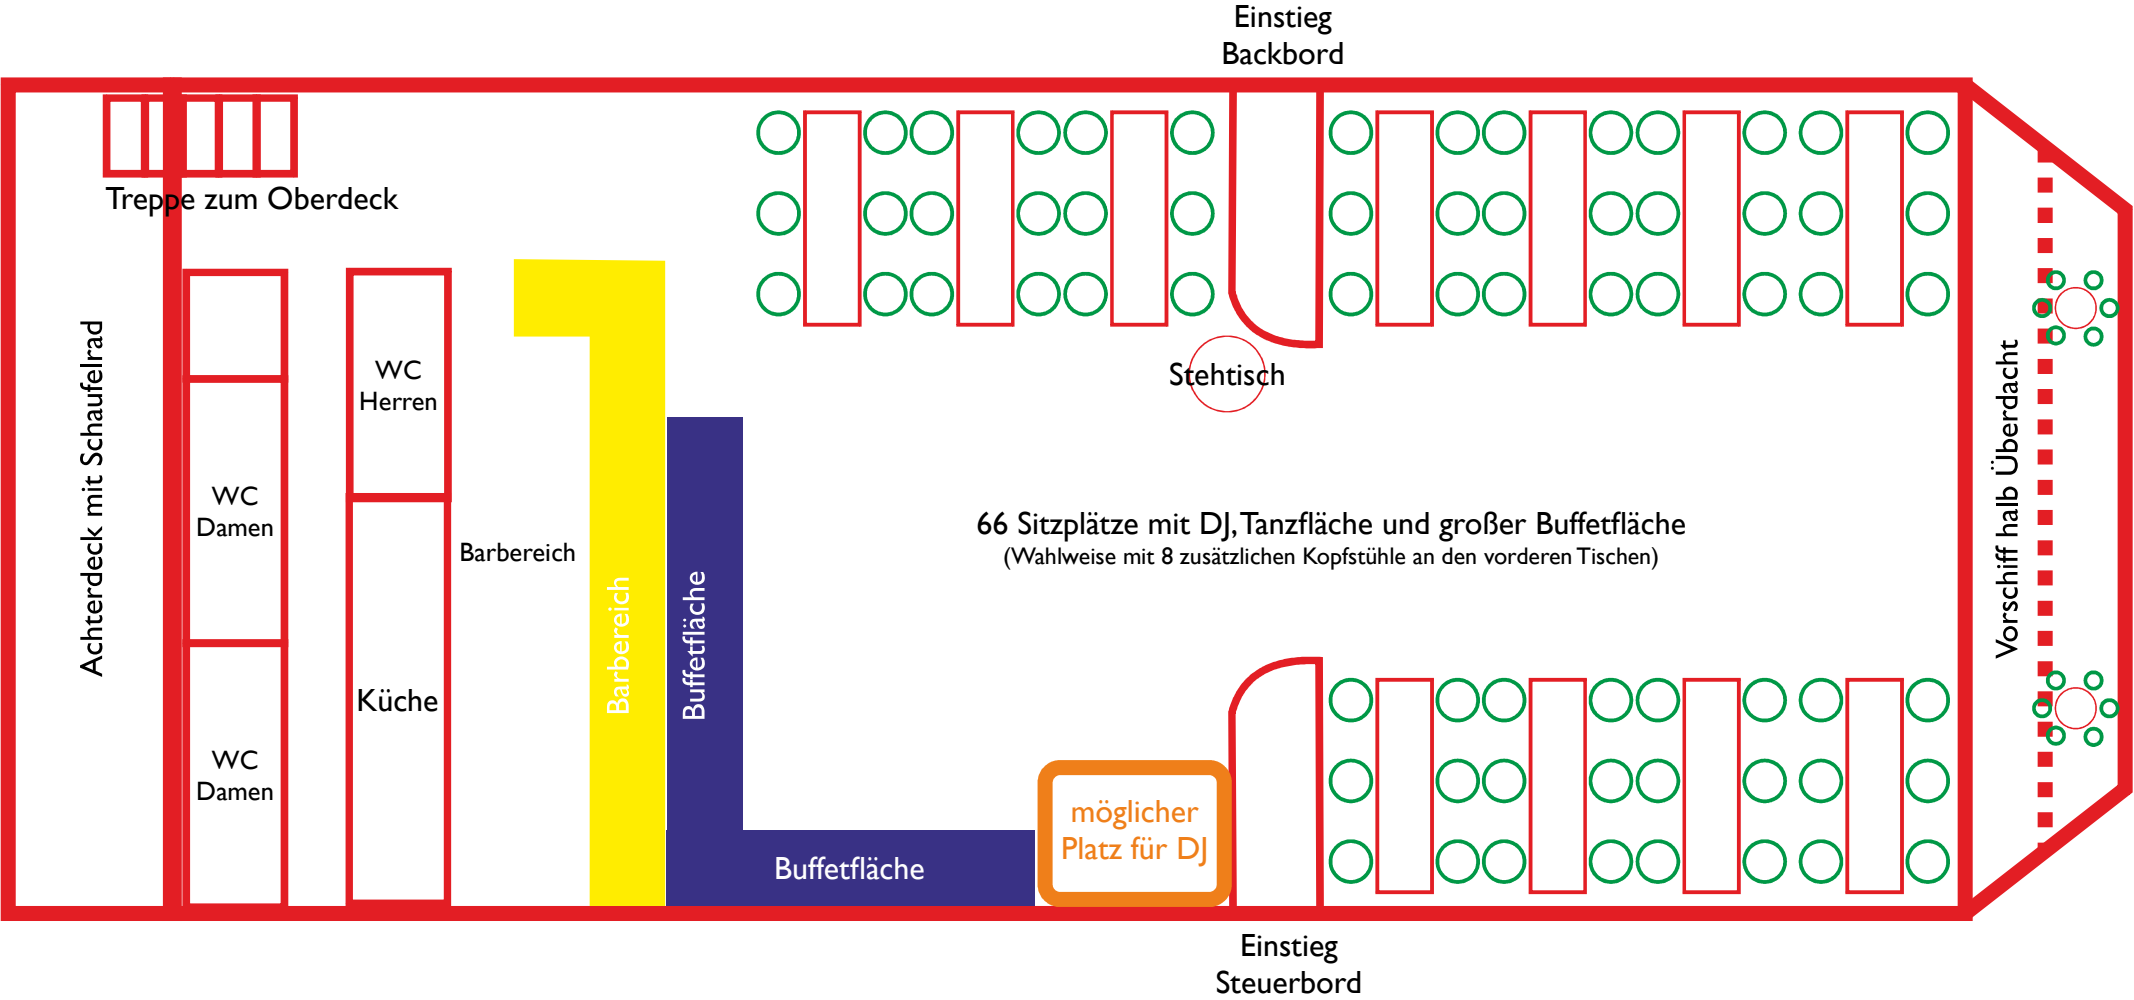 Einstieg
Backbord
Treppe zum Oberdeck
Achterdeck mit Schaufelrad
WC
Herren
WC
Damen
Küche
WC
Damen
Barbereich
Barbereich
Buffetfläche
Buffetfläche
Stehtisch
66 Sitzplätze mit DJ, Tanzfläche und großer Buffetfläche
(Wahlweise mit 8 zusätzlichen Kopfstühle an den vorderen Tischen)
möglicher
Platz für DJ
Vorschiff halb Überdacht
Einstieg
Steuerbord